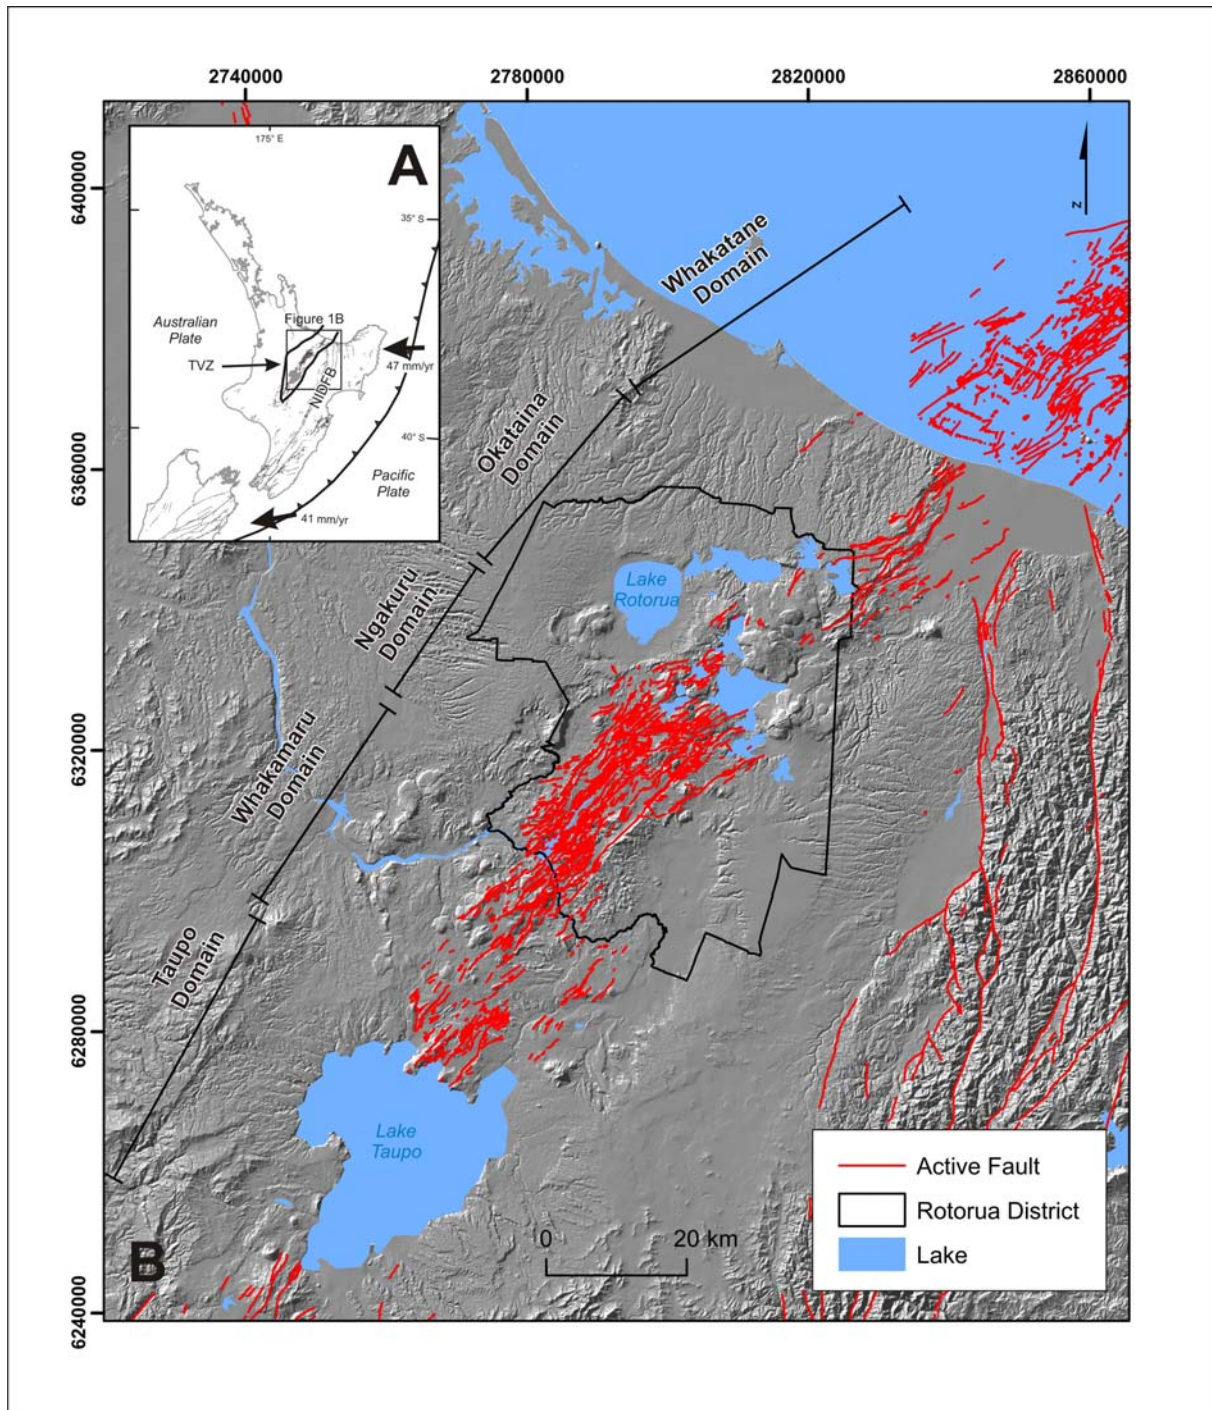 2740000
2780000
2820000
2860000
6400000
6360000
6320000
6280000
6240000
175° E
A
35° S
Figure 1B
Australian
Plate
TVZ
47 mm/yr
NIDFB
40° S
Pacific
Plate
41 mm/yr
N
Whakatane
Domain
Okataina
Domain
Ngakuru
Domain
Whakamaru
Domain
Taupo
Domain
Lake
Rotorua
Lake
Taupo
B
0 20 km
Active Fault
Rotorua District
Lake